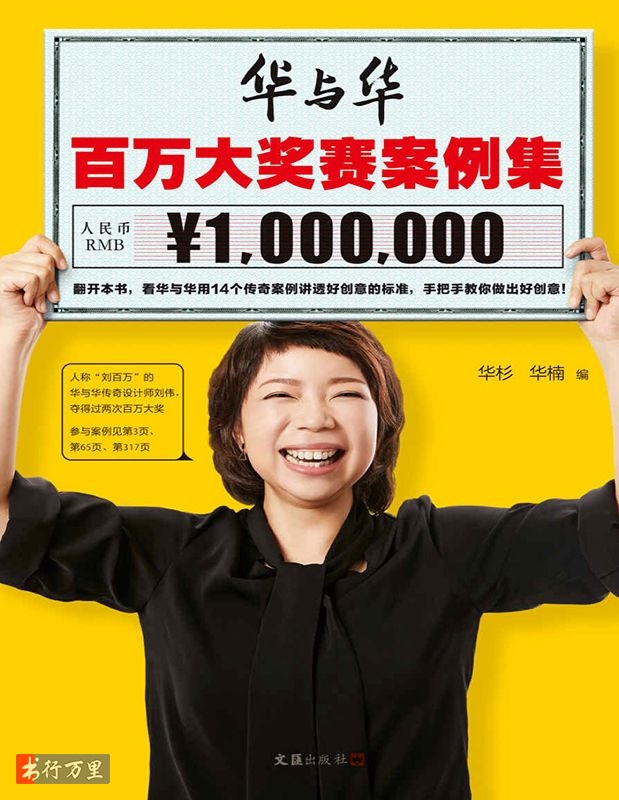 华与华
百万大奖赛案例集
人民币
RMB
¥1,000,000
翻开本书，看华与华用14个传奇案例讲透好创意的标准，手把手教你做出好创意！
华杉 华楠 编
人称“刘百万”的
华与华传奇设计师刘伟，
夺得过两次百万大奖
参与案例见第3页、
第65页、第317页
文匯出版社
书行万里